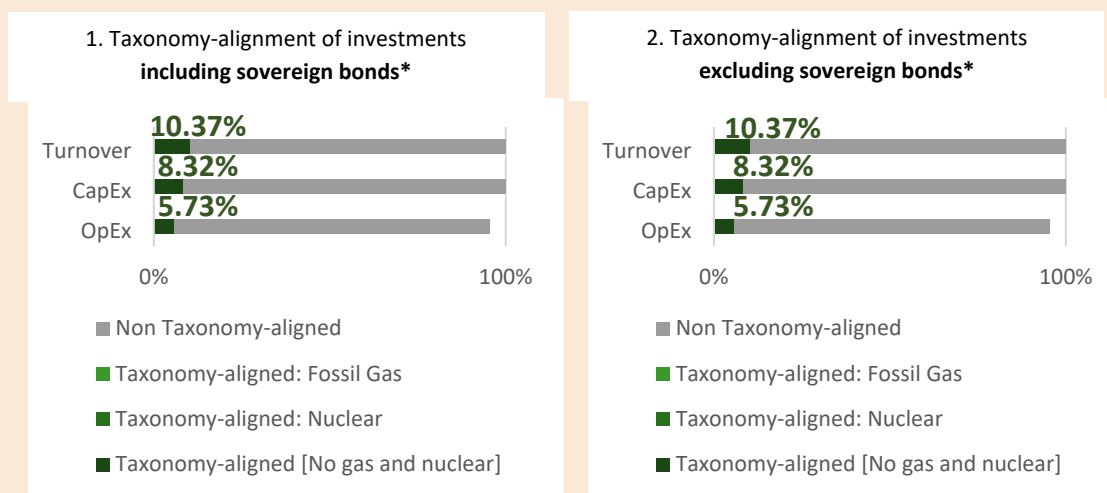 1. Taxonomy-alignment of investments
including sovereign bonds*
10.37%
Turnover
8.32%
CapEx
5.73%
OpEx
0%
100%
Non Taxonomy-aligned
Taxonomy-aligned: Fossil Gas
Taxonomy-aligned: Nuclear
Taxonomy-aligned [No gas and nuclear]
2. Taxonomy-alignment of investments
excluding sovereign bonds*
10.37%
Turnover
8.32%
CapEx
5.73%
OpEx
0%
100%
Non Taxonomy-aligned
Taxonomy-aligned: Fossil Gas
Taxonomy-aligned: Nuclear
Taxonomy-aligned [No gas and nuclear]